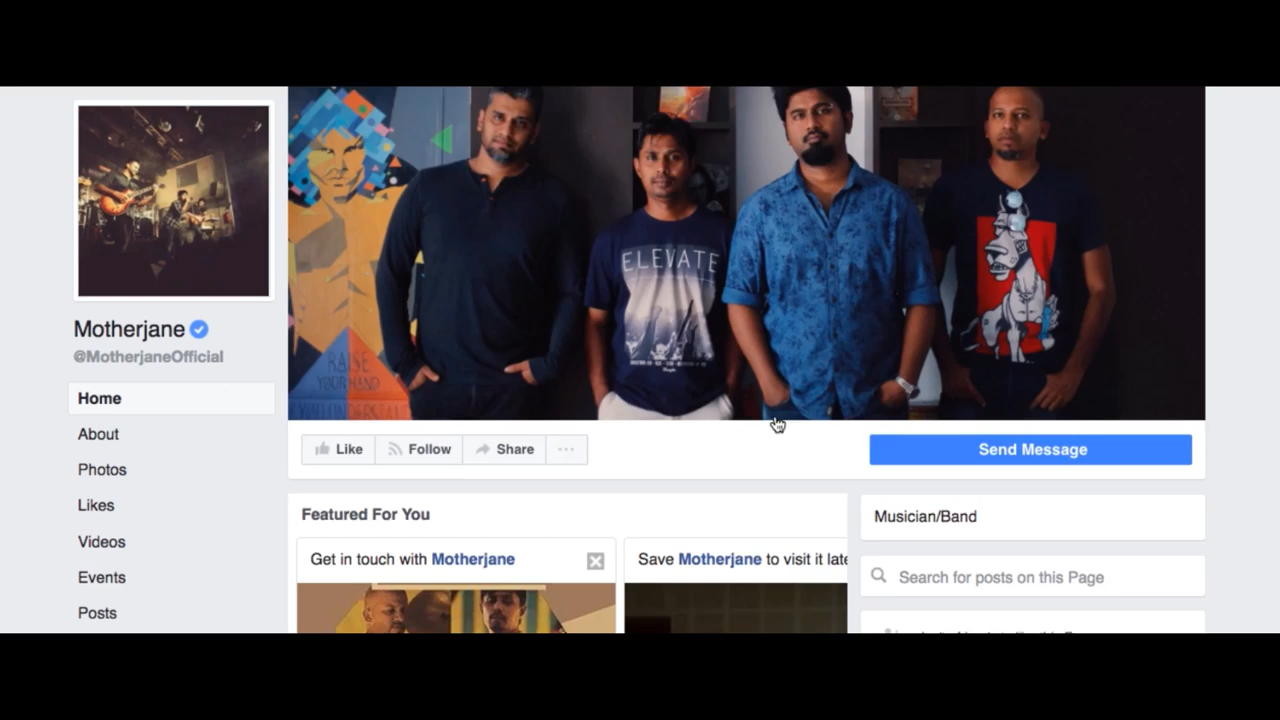 Motherjane
@MotherjaneOfficial
Home
About
Photos
Likes
Videos
Events
Posts
RAISE
YOUR HAND
ELEVATE
Like
Follow
Share
Send Message
Featured For You
Get in touch with Motherjane
Save Motherjane to visit it late
Musician/Band
Search for posts on this Page